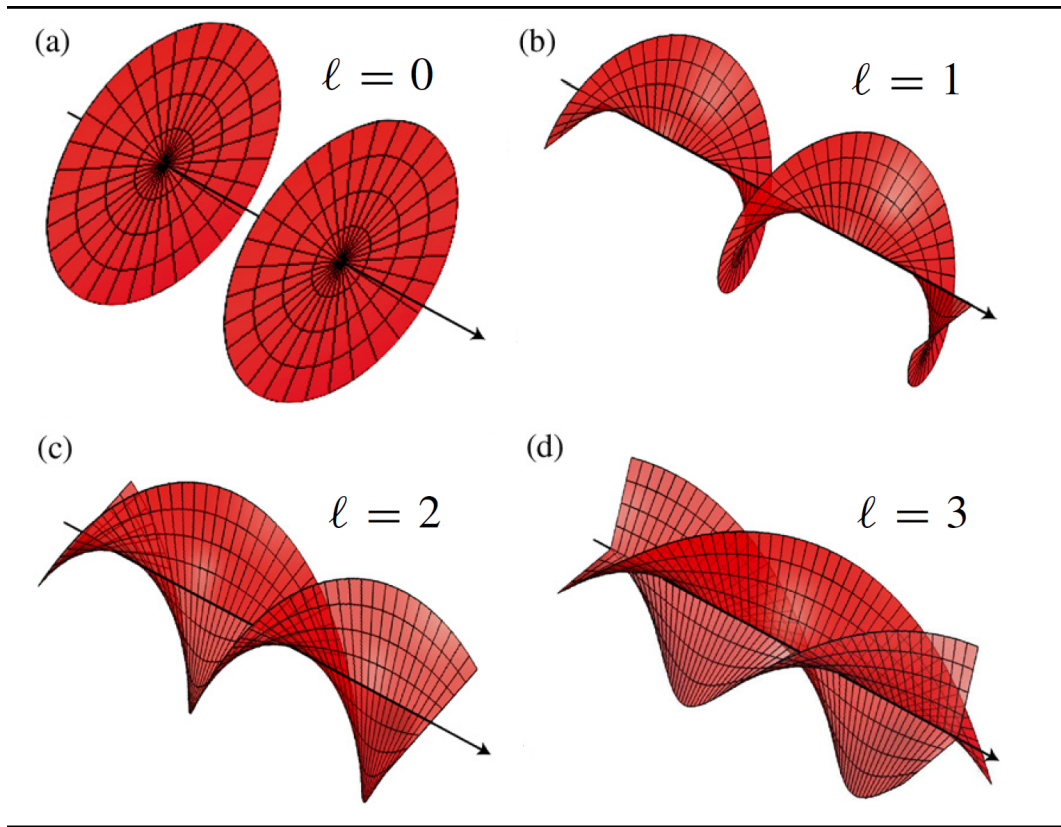 (a) ℓ = 0
(b) ℓ = 1
(c) ℓ = 2
(d) ℓ = 3